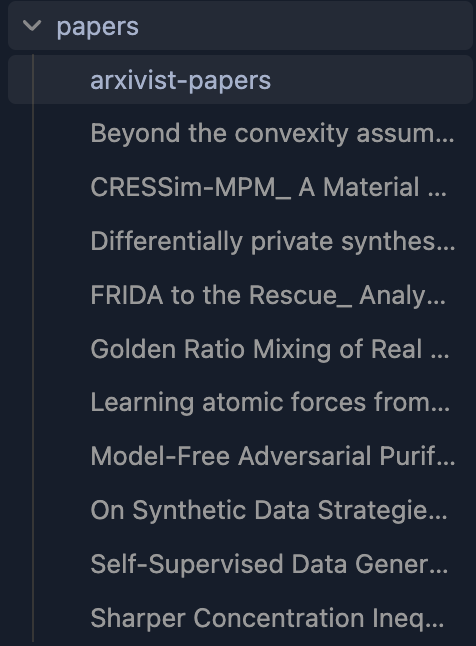 papers
arxivist-papers
Beyond the convexity assum...
CRESSim-MPM_ A Material ...
Differentially private synthes...
FRIDA to the Rescue_ Analy...
Golden Ratio Mixing of Real ...
Learning atomic forces from...
Model-Free Adversarial Purif...
On Synthetic Data Strategie...
Self-Supervised Data Gener...
Sharper Concentration Ineq...